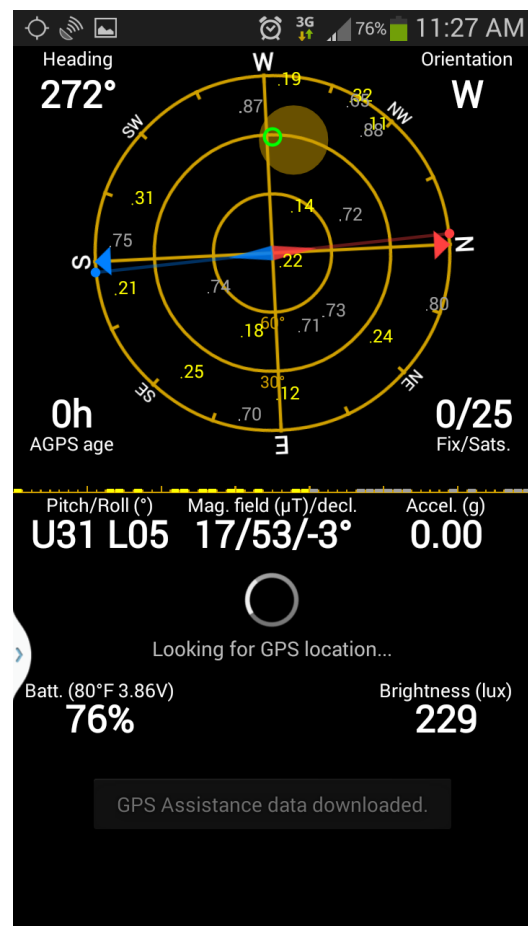 3G 76% 11:27 AM
Heading
272°
Orientation
W
W
.19
.32
.87
.11
.88
NW
SW
.31
.14
.72
.75
S
N
.22
.21
.74
.80
60°
.73
.18
.71
.24
.25
30°
.12
SE
NE
.70
E
0h
AGPS age
0/25
Fix/Sats.
Pitch/Roll (°) Mag. field (µT)/decl. Accel. (g)
U31 L05 17/53/-3° 0.00
Looking for GPS location...
Batt. (80°F 3.86V) Brightness (lux)
76% 229
GPS Assistance data downloaded.